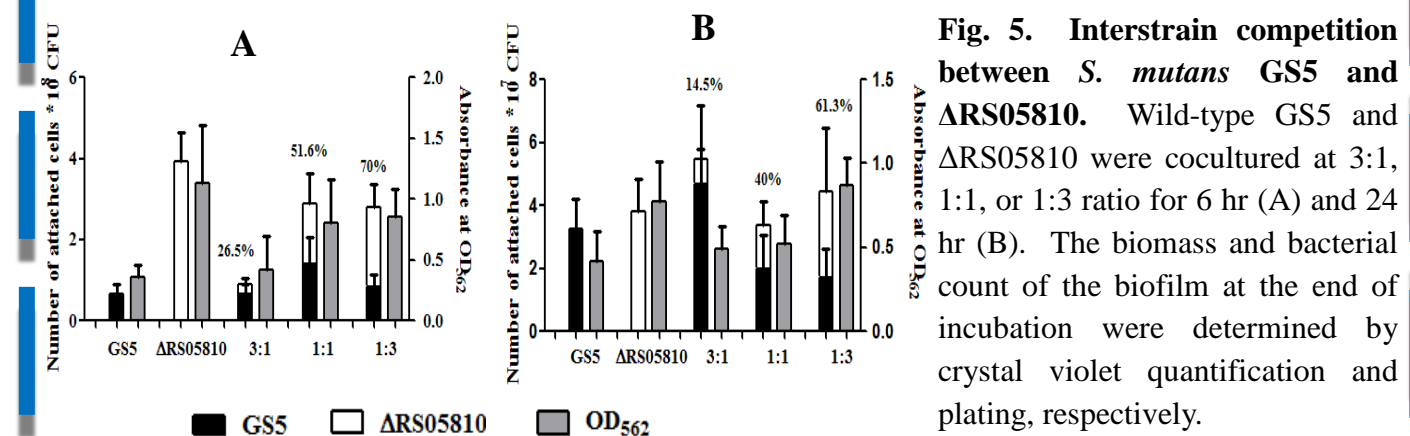 A
Number of attached cells *10^8 CFU
6
4
2
0
2.0
1.5
1.0
0.5
0.0
Absorbance at OD562
26.5%
51.6%
70%
GS5 ΔRS05810 3:1 1:1 1:3
B
Number of attached cells *10^7 CFU
8
6
4
2
0
1.5
1.0
0.5
0.0
Absorbance at OD562
14.5%
40%
61.3%
GS5 ΔRS05810 3:1 1:1 1:3
GS5 ΔRS05810 OD562
Fig. 5. Interstrain competition
between S. mutans GS5 and
ΔRS05810. Wild-type GS5 and
ΔRS05810 were cocultured at 3:1,
1:1, or 1:3 ratio for 6 hr (A) and 24
hr (B). The biomass and bacterial
count of the biofilm at the end of
incubation were determined by
crystal violet quantification and
plating, respectively.